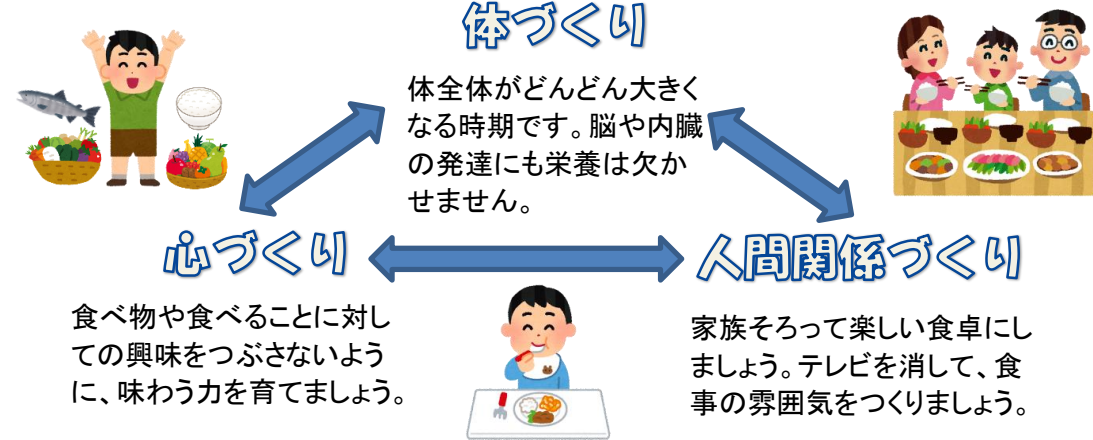 体づくり
体全体がどんどん大きく
なる時期です。脳や内臓
の発達にも栄養は欠か
せません。
心づくり
食べ物や食べることに対し
ての興味をつぶさないよう
に、味わう力を育てましょう。
人間関係づくり
家族そろって楽しい食卓にし
ましょう。テレビを消して、食
事の雰囲気をつくりましょう。